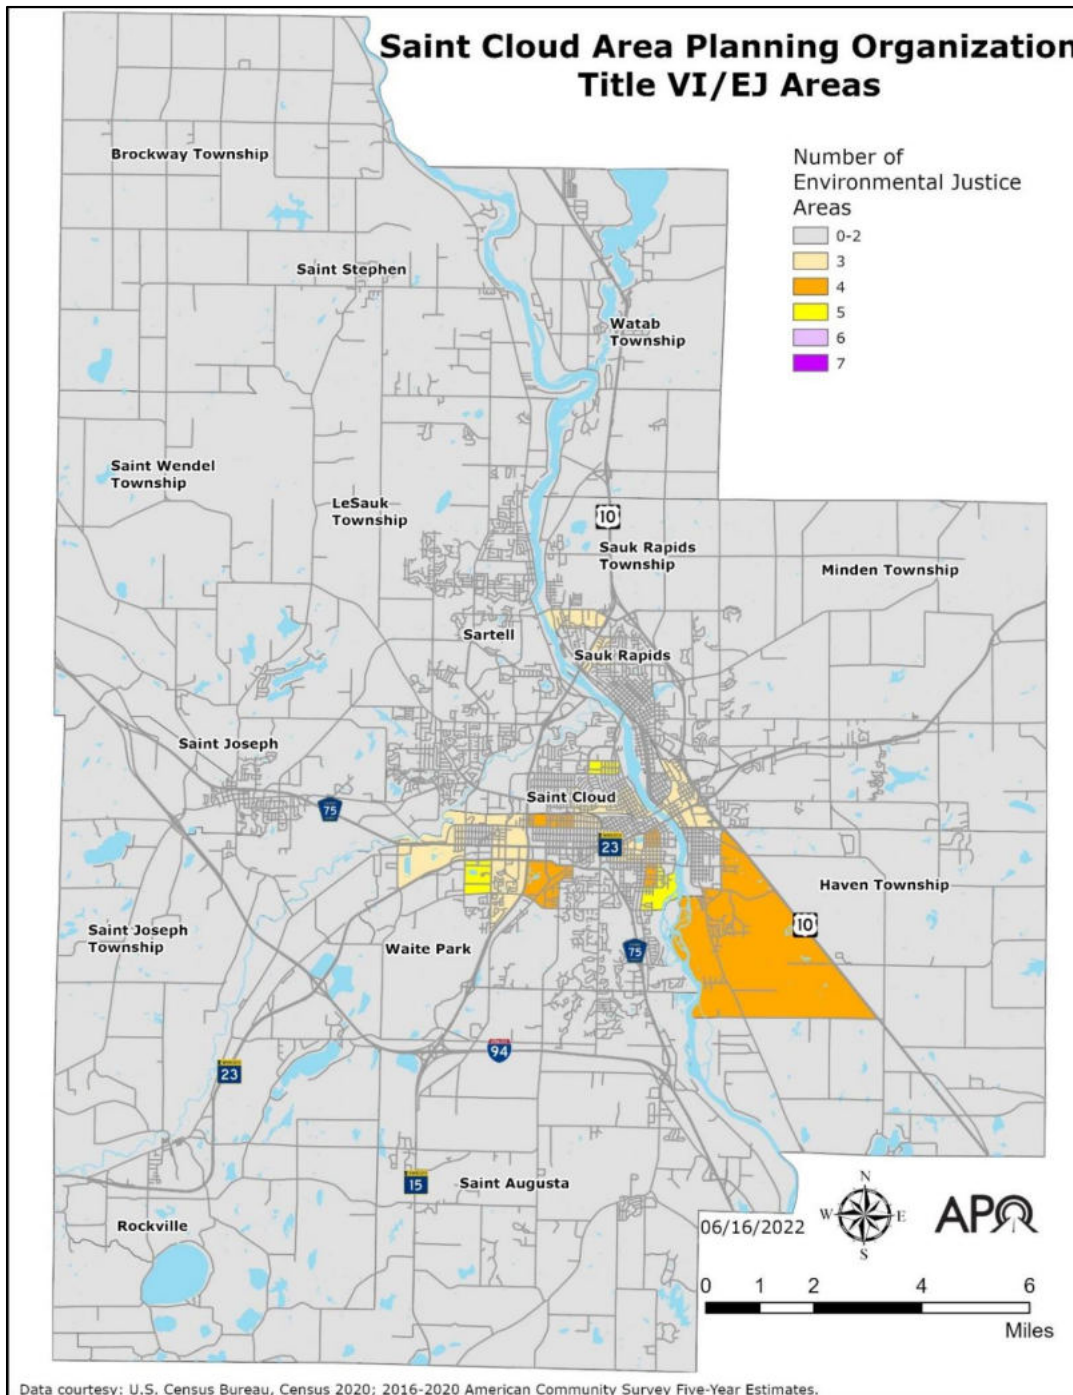 Saint Cloud Area Planning Organization
Title VI/EJ Areas
Number of
Environmental Justice
Areas
0-2
3
4
5
6
7
Brockway Township
Saint Stephen
Watab
Township
Saint Wendel
Township
LeSauk
Township
10
Sauk Rapids
Township
Minden Township
Sartell
Sauk Rapids
Saint Joseph
75
Saint Cloud
23
Haven Township
10
Saint Joseph
Township
Waite Park
75
94
23
15
Saint Augusta
Rockville
06/16/2022
N
W
E
S
APO
0 1 2 4 6
Miles
Data courtesy: U.S. Census Bureau, Census 2020; 2016-2020 American Community Survey Five-Year Estimates.